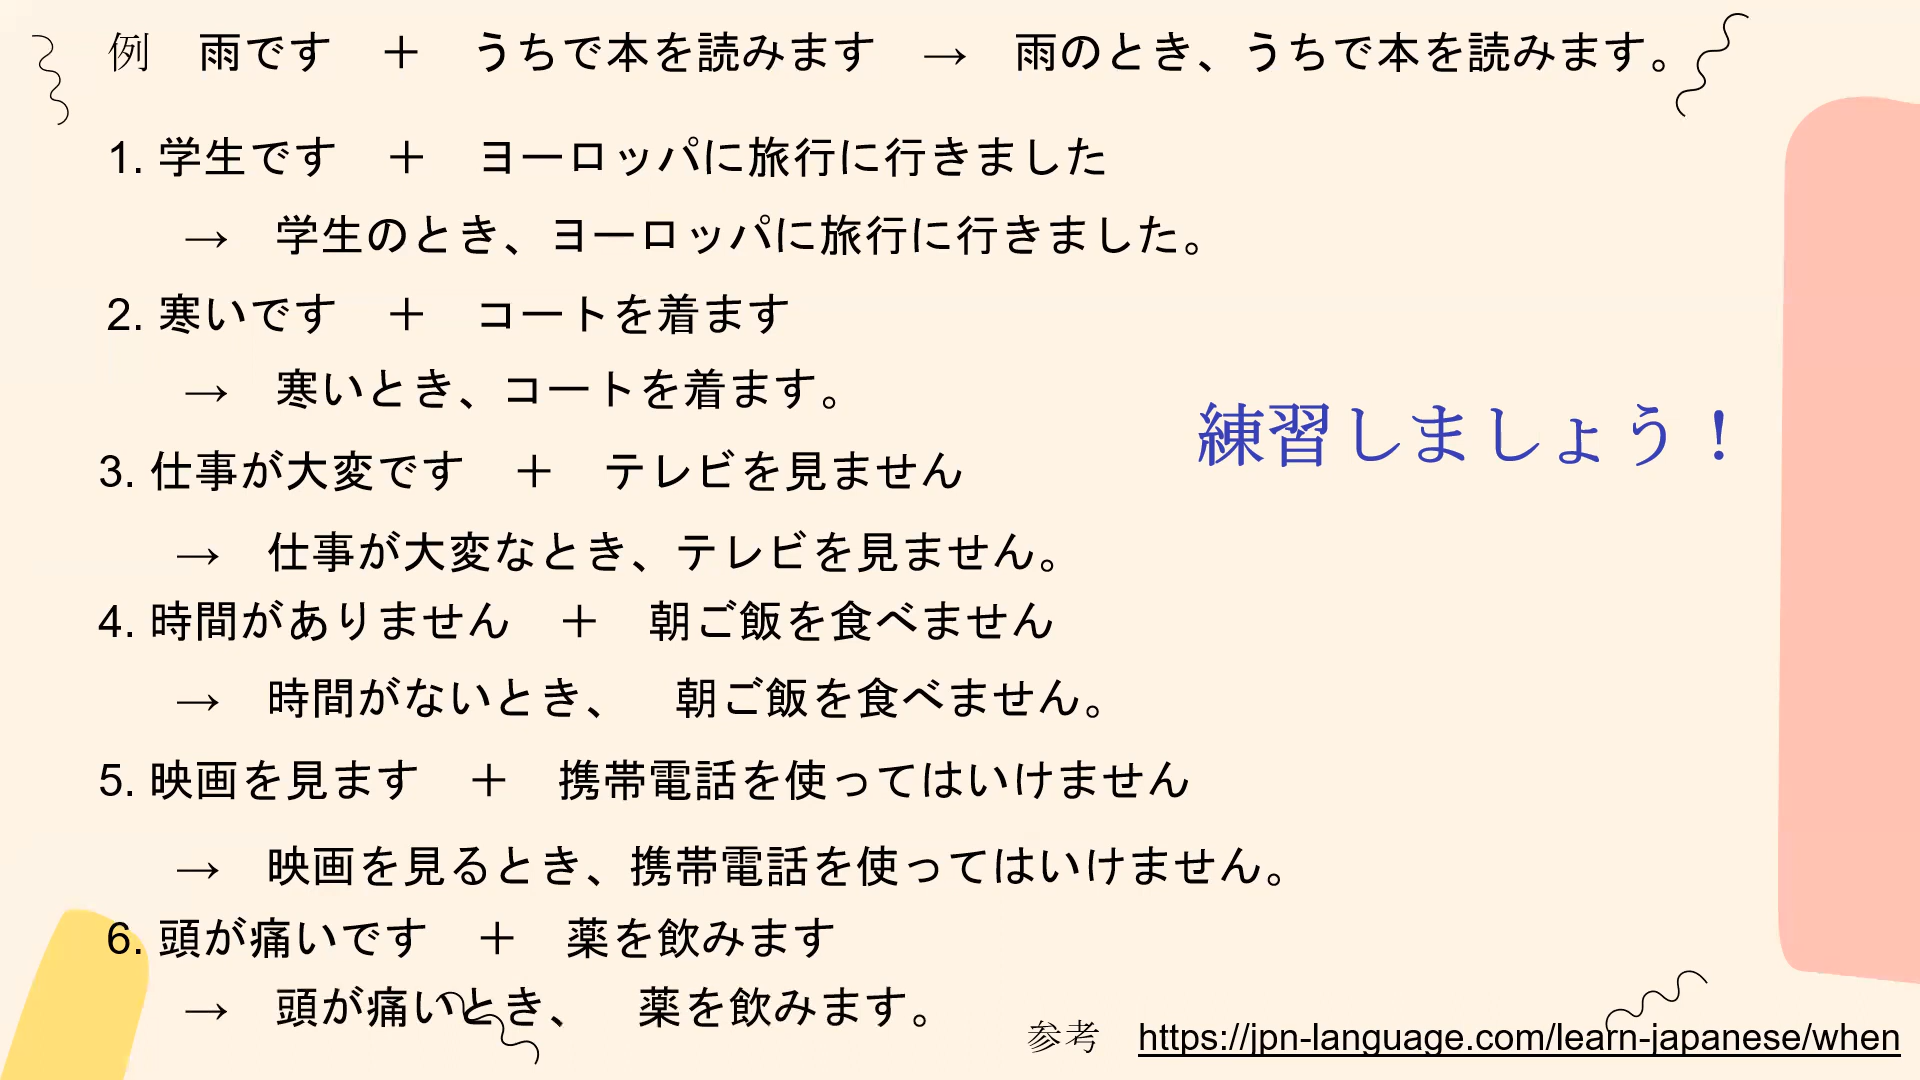 例　雨です　＋　うちで本を読みます　→　雨のとき、うちで本を読みます。
1. 学生です　＋　ヨーロッパに旅行に行きました
→　学生のとき、ヨーロッパに旅行に行きました。
2. 寒いです　＋　コートを着ます
→　寒いとき、コートを着ます。
練習しましょう！
3. 仕事が大変です　＋　テレビを見ません
→　仕事が大変なとき、テレビを見ません。
4. 時間がありません　＋　朝ご飯を食べません
→　時間がないとき、　朝ご飯を食べません。
5. 映画を見ます　＋　携帯電話を使ってはいけません
→　映画を見るとき、携帯電話を使ってはいけません。
6. 頭が痛いです　＋　薬を飲みます
→　頭が痛いとき、　薬を飲みます。
参考　https://jpn-language.com/learn-japanese/when